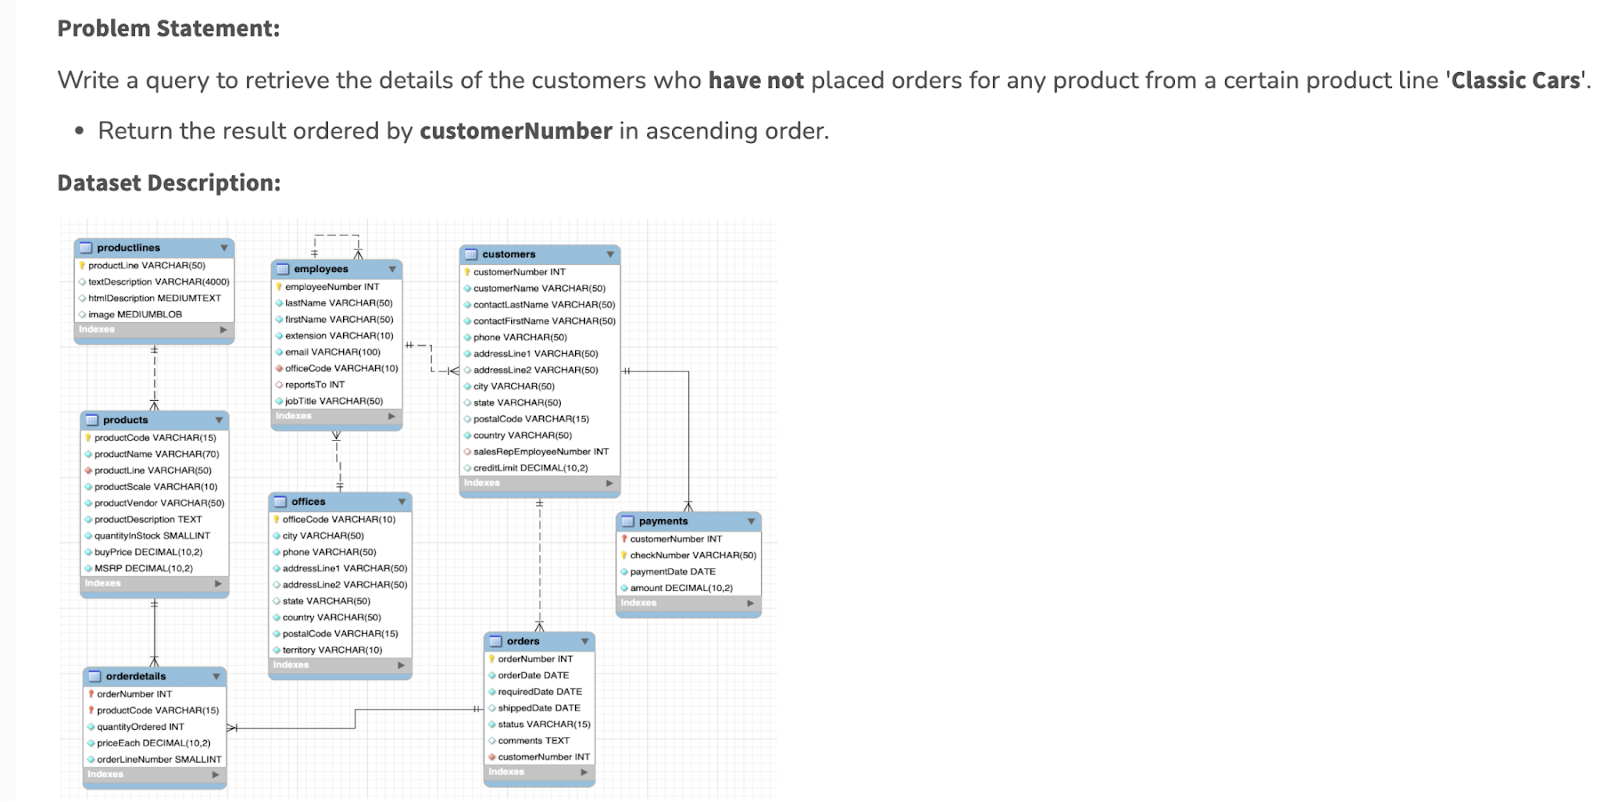 Problem Statement:
Write a query to retrieve the details of the customers who have not placed orders for any product from a certain product line 'Classic Cars'.
• Return the result ordered by customerNumber in ascending order.
Dataset Description:
productlines
productLine VARCHAR(50)
textDescription VARCHAR(4000)
htmlDescription MEDIUMTEXT
image MEDIUMBLOB
Indexes
employees
employeeNumber INT
lastName VARCHAR(50)
firstName VARCHAR(50)
extension VARCHAR(10)
email VARCHAR(100)
officeCode VARCHAR(10)
reportsTo INT
jobTitle VARCHAR(50)
Indexes
customers
customerNumber INT
customerName VARCHAR(50)
contactLastName VARCHAR(50)
contactFirstName VARCHAR(50)
phone VARCHAR(50)
addressLine1 VARCHAR(50)
addressLine2 VARCHAR(50)
city VARCHAR(50)
state VARCHAR(50)
postalCode VARCHAR(15)
country VARCHAR(50)
salesRepEmployeeNumber INT
creditLimit DECIMAL(10,2)
Indexes
products
productCode VARCHAR(15)
productName VARCHAR(70)
productLine VARCHAR(50)
productScale VARCHAR(10)
productVendor VARCHAR(50)
productDescription TEXT
quantityInStock SMALLINT
buyPrice DECIMAL(10,2)
MSRP DECIMAL(10,2)
Indexes
offices
officeCode VARCHAR(10)
city VARCHAR(50)
phone VARCHAR(50)
addressLine1 VARCHAR(50)
addressLine2 VARCHAR(50)
state VARCHAR(50)
country VARCHAR(50)
postalCode VARCHAR(15)
territory VARCHAR(10)
Indexes
payments
customerNumber INT
checkNumber VARCHAR(50)
paymentDate DATE
amount DECIMAL(10,2)
Indexes
orderdetails
orderNumber INT
productCode VARCHAR(15)
quantityOrdered INT
priceEach DECIMAL(10,2)
orderLineNumber SMALLINT
Indexes
orders
orderNumber INT
orderDate DATE
requiredDate DATE
shippedDate DATE
status VARCHAR(15)
comments TEXT
customerNumber INT
Indexes